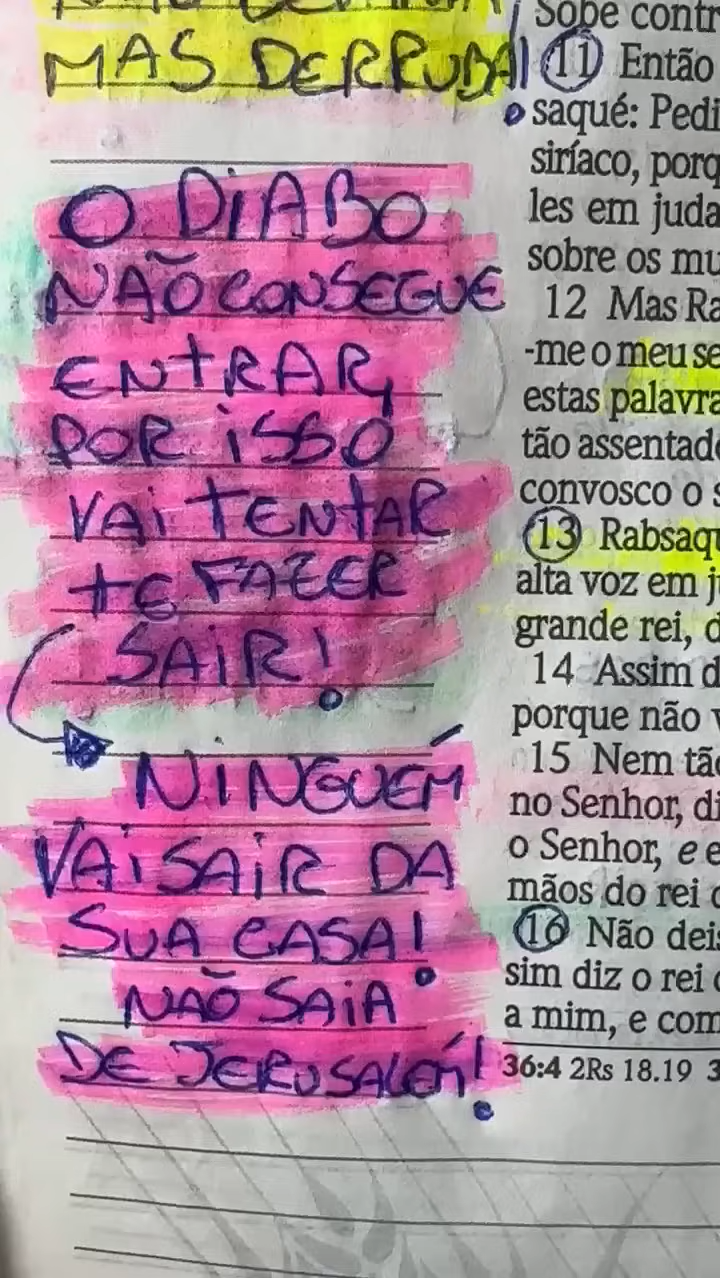 MAS DERRUBA!
O DIABO
NÃO CONSEGUE
ENTRAR,
POR ISSO
VAI TENTAR
TE FAZER
SAIR!
NINGUÉM
VAI SAIR DA
SUA CASA!
NÃO SAIA
DE JERUSALÉM!
Sobe contr
11 Então
saqué: Pedi
siríaco, porq
les em juda
sobre os mu
12 Mas Ra
-me o meu se
estas palavra
tão assentad
convosco o s
13 Rabsaqu
alta voz em j
grande rei, d
14 Assim d
porque não v
15 Nem tão
no Senhor, di
o Senhor, e e
mãos do rei d
16 Não deis
sim diz o rei d
a mim, e com
36:4 2Rs 18.19 3